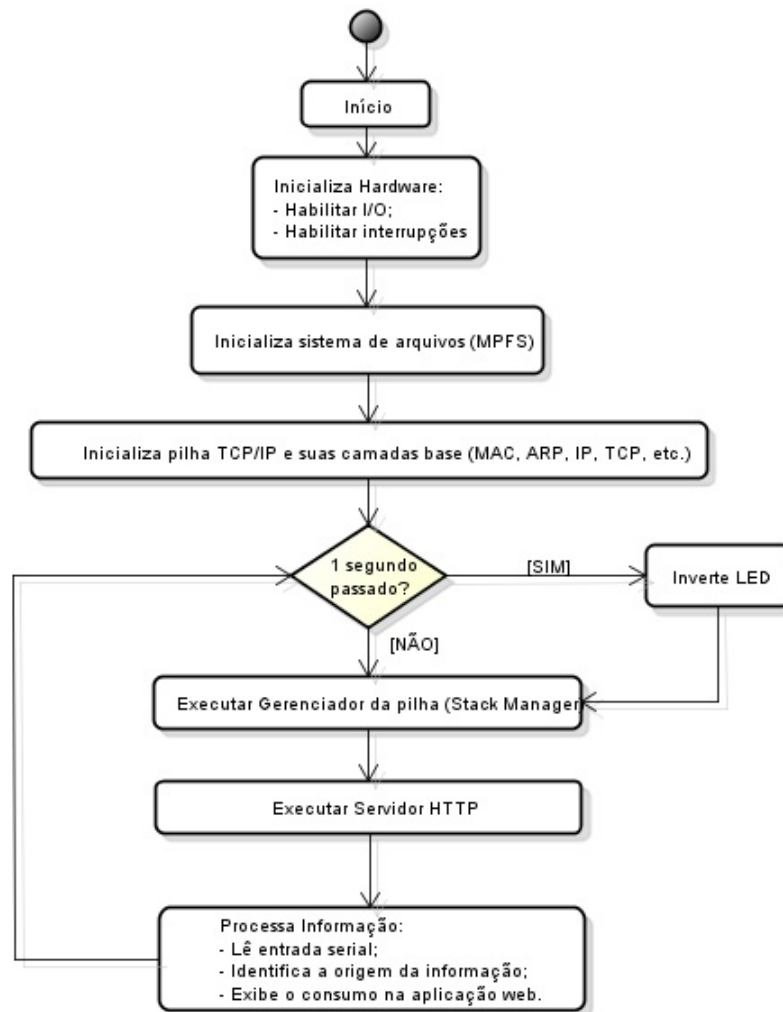 Início
Inicializa Hardware:
- Habilitar I/O;
- Habilitar interrupções
Inicializa sistema de arquivos (MPFS)
Inicializa pilha TCP/IP e suas camadas base (MAC, ARP, IP, TCP, etc.)
1 segundo
passado?
[SIM]
Inverte LED
[NÃO]
Executar Gerenciador da pilha (Stack Manager
Executar Servidor HTTP
Processa Informação:
- Lê entrada serial;
- Identifica a origem da informação;
- Exibe o consumo na aplicação web.